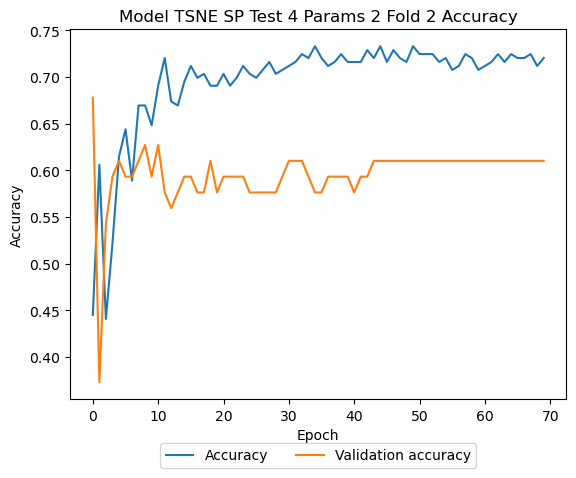 Model TSNE SP Test 4 Params 2 Fold 2 Accuracy
0.75
0.70
0.65
0.60
0.55
0.50
0.45
0.40
Accuracy
0 10 20 30 40 50 60 70
Epoch
Accuracy Validation accuracy